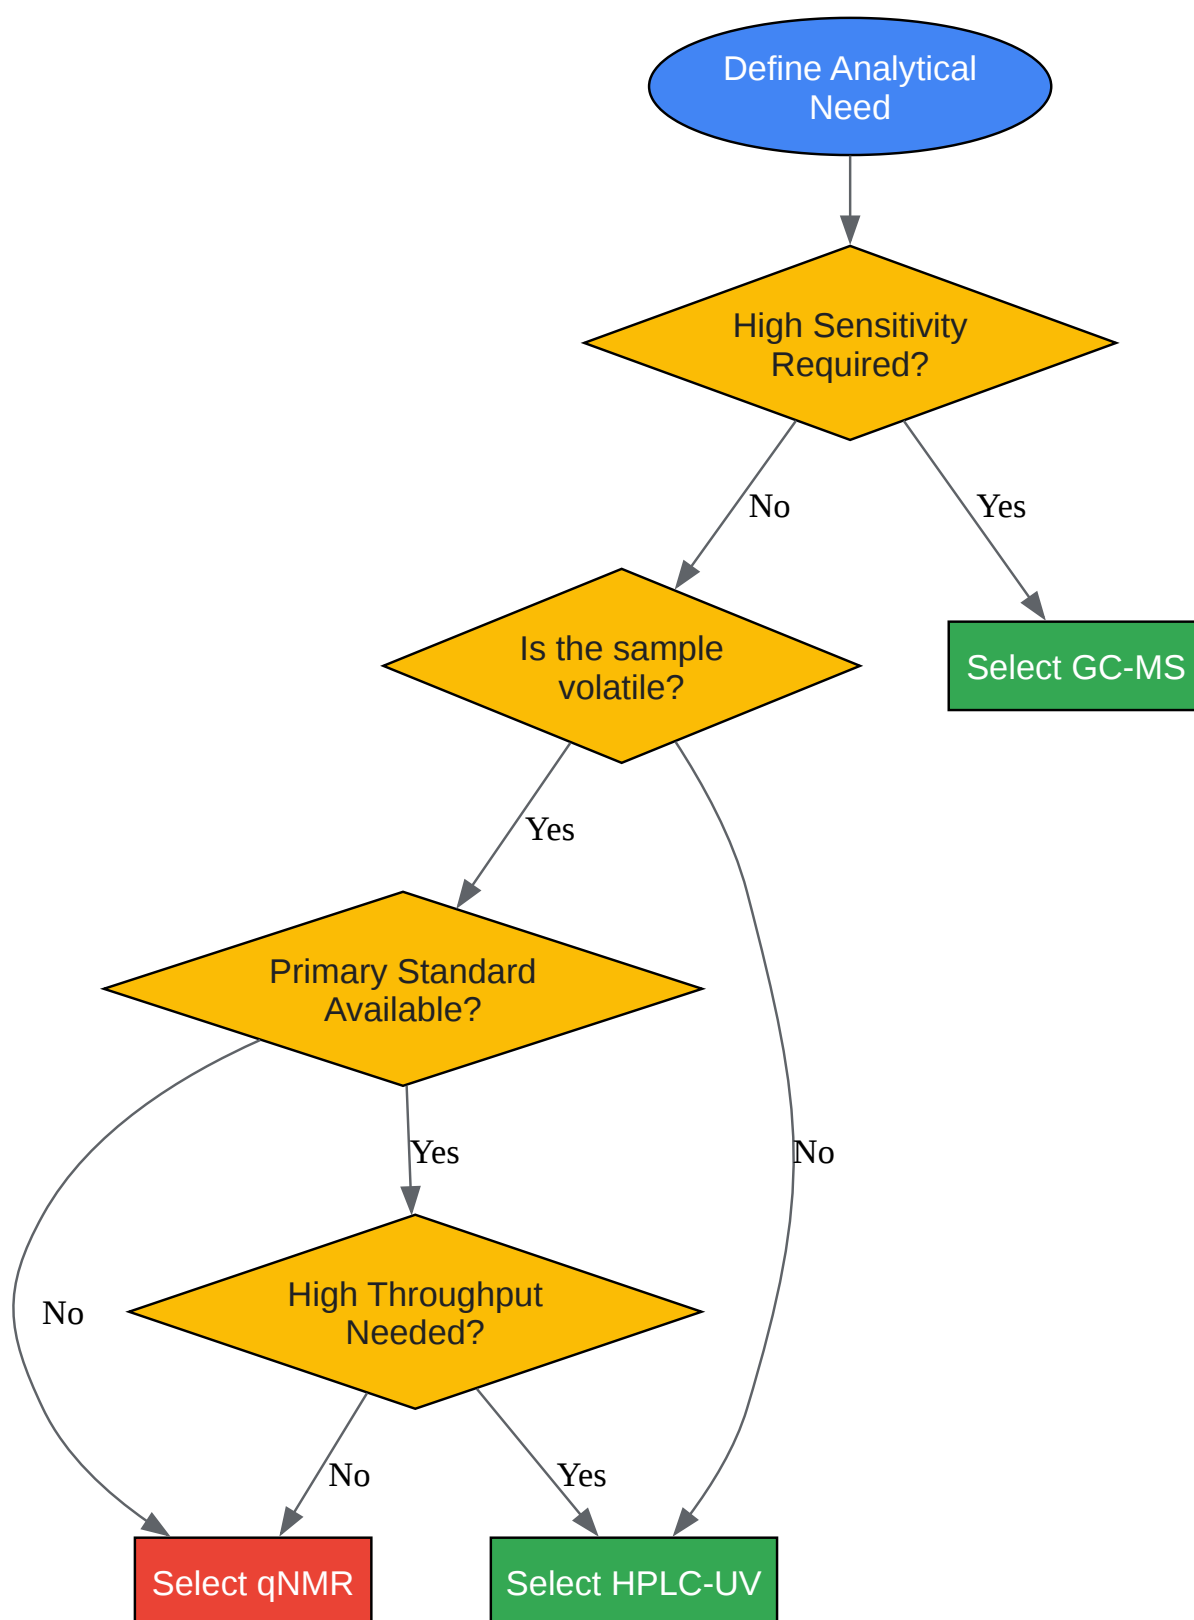 Define Analytical
Need
High Sensitivity
Required?
No
Yes
Is the sample
volatile?
Select GC-MS
Yes
Primary Standard
Available?
Yes
No
High Throughput
Needed?
No
No
Yes
Select qNMR
Select HPLC-UV